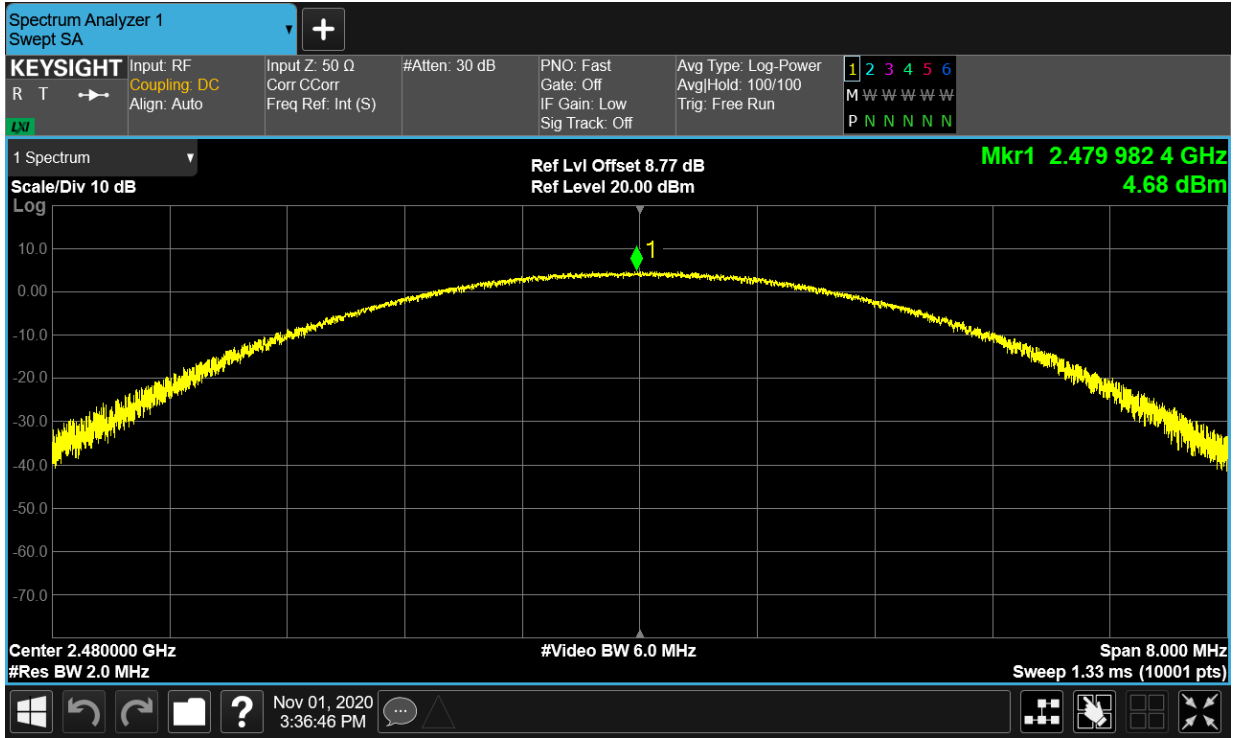 Spectrum Analyzer 1
Swept SA
KEYSIGHT
R T
LXI
Input: RF
Coupling: DC
Align: Auto
Input Z: 50 Ω
Corr CCorr
Freq Ref: Int (S)
#Atten: 30 dB
PNO: Fast
Gate: Off
IF Gain: Low
Sig Track: Off
Avg Type: Log-Power
Avg|Hold: 100/100
Trig: Free Run
1 2 3 4 5 6
M W W W W W
P N N N N N
1 Spectrum
Scale/Div 10 dB
Log
Ref Lvl Offset 8.77 dB
Ref Level 20.00 dBm
Mkr1 2.479 982 4 GHz
4.68 dBm
1
10.0
0.00
-10.0
-20.0
-30.0
-40.0
-50.0
-60.0
-70.0
Center 2.480000 GHz
#Res BW 2.0 MHz
#Video BW 6.0 MHz
Span 8.000 MHz
Sweep 1.33 ms (10001 pts)
?
Nov 01, 2020
3:36:46 PM